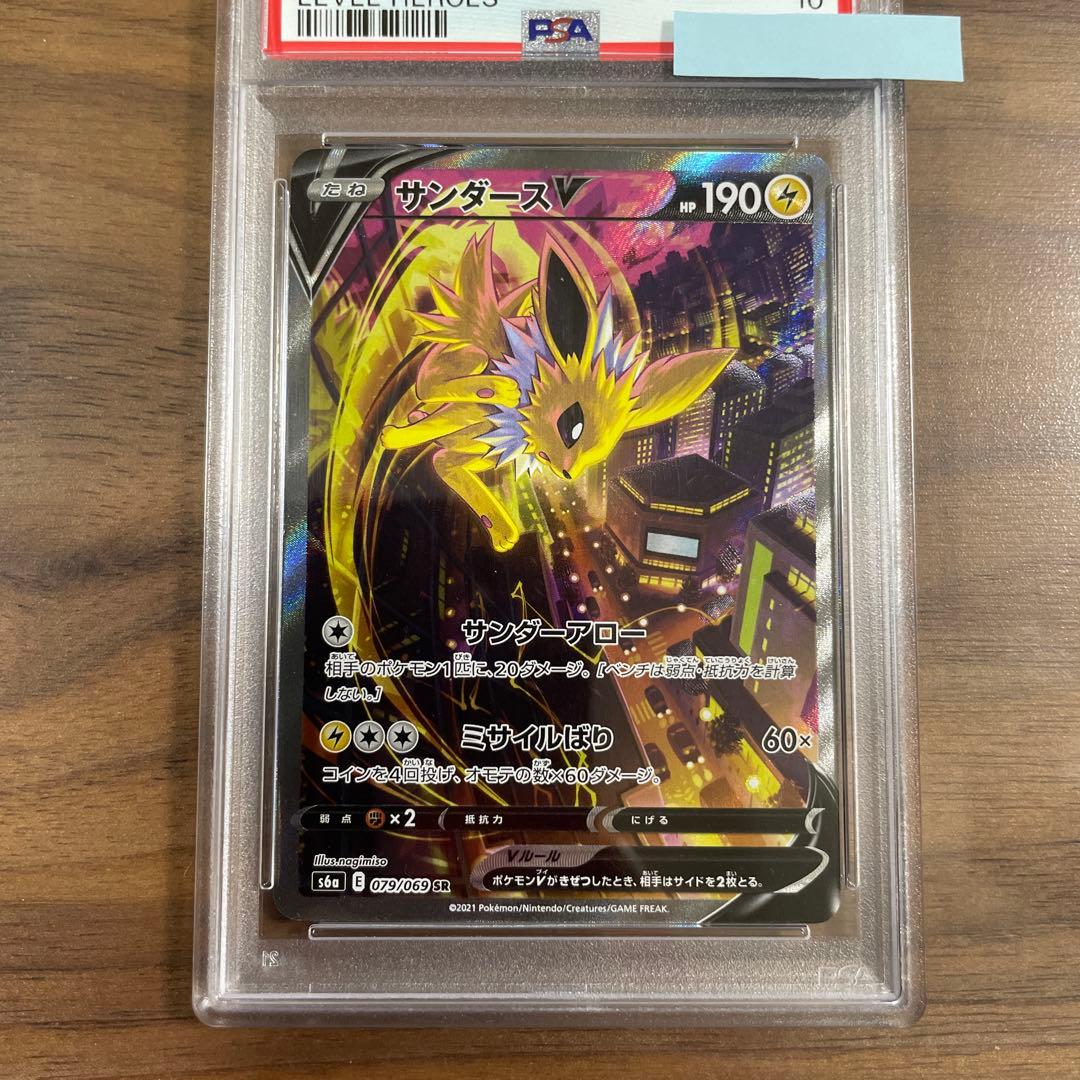 EEVEE HEROES
10
PSA
たね
サンダースV
HP 190
サンダーアロー
相手のポケモン1匹に、20ダメージ。[ベンチは弱点・抵抗力を計算
しない。]
ミサイルばり 60×
コインを4回投げ、オモテの数×60ダメージ。
弱点 ×2 抵抗力 にげる
Illus.nagimiso
Vルール
ポケモンVがきぜつしたとき、相手はサイドを2枚とる。
s6a E 079/069 SR
©2021 Pokémon/Nintendo/Creatures/GAME FREAK.
PSA